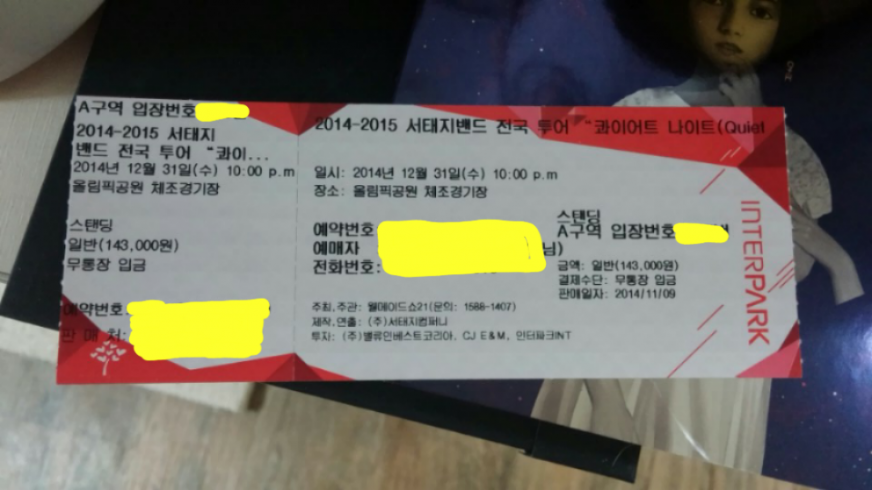 A구역 입장번호
2014-2015 서태지
밴드 전국 투어 "콰이...
2014년 12월 31일(수) 10:00 p.m
올림픽공원 체조경기장
스탠딩
일반(143,000원)
무통장 입금
예약번호
판 매 처:
2014-2015 서태지밴드 전국 투어 "콰이어트 나이트(Quiet
일시: 2014년 12월 31일(수) 10:00 p.m
장소: 올림픽공원 체조경기장
예약번호
예매자 님)
전화번호:
스탠딩
A구역 입장번호
금액: 일반(143,000원)
결제수단: 무통장 입금
판매일자: 2014/11/09
주최,주관: 웰메이드쇼21(문의: 1588-1407)
제작,연출: (주)서태지컴퍼니
투자: (주)밸류인베스트코리아, CJ E&M, 인터파크INT
INTERPARK